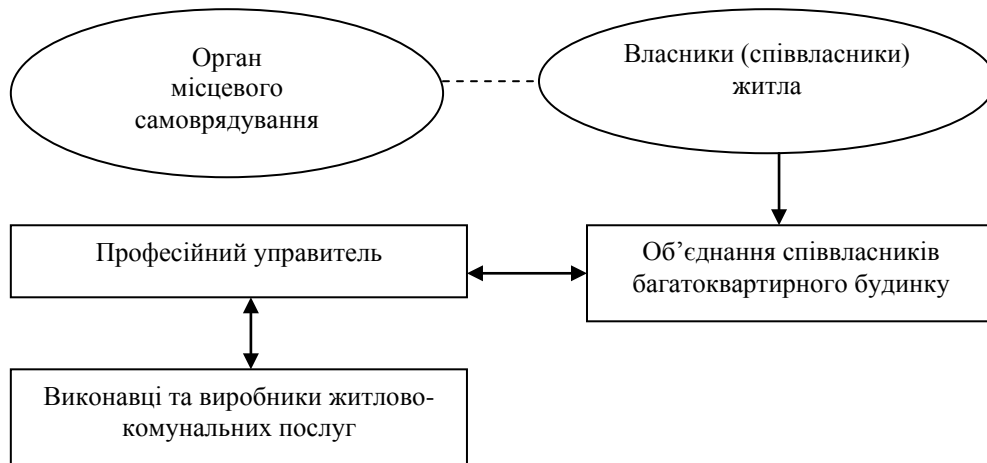 Орган
місцевого
самоврядування
Власники (співвласники)
житла
Професійний управитель
Об’єднання співвласників
багатоквартирного будинку
Виконавці та виробники житлово-
комунальних послуг